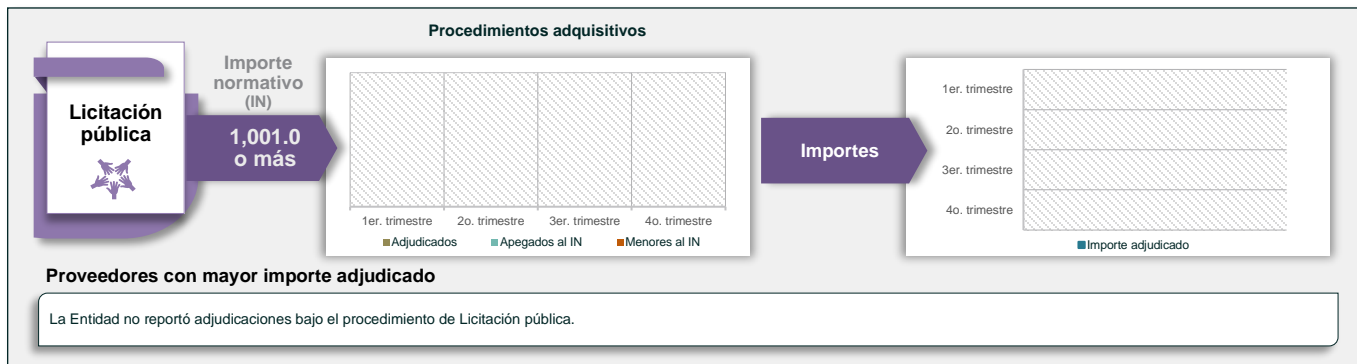 Procedimientos adquisitivos
Licitación
pública
Importe
normativo
(IN)
1,001.0
o más
1er. trimestre 2o. trimestre 3er. trimestre 4o. trimestre
Adjudicados Apegados al IN Menores al IN
Importes
1er. trimestre
2o. trimestre
3er. trimestre
4o. trimestre
Importe adjudicado
Proveedores con mayor importe adjudicado
La Entidad no reportó adjudicaciones bajo el procedimiento de Licitación pública.